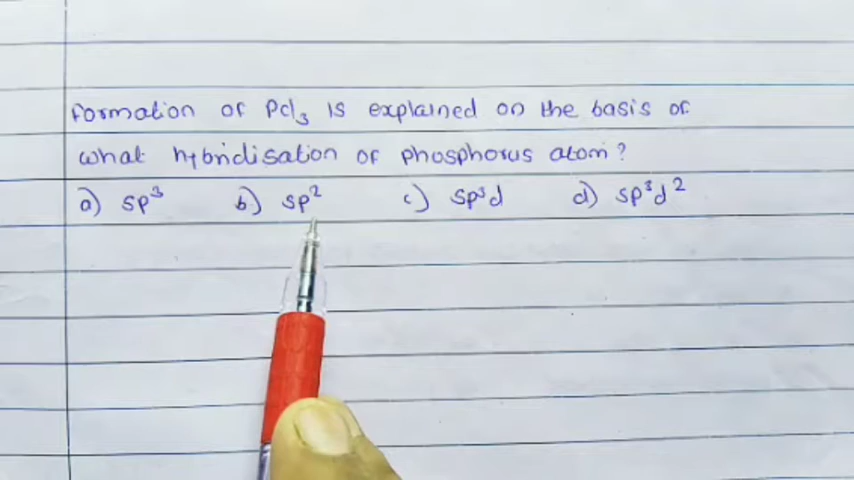 Formation of PCl₃ is explained on the basis of
what hybridisation of phosphorus atom?
a) sp³ b) sp² c) sp³d d) sp³d²